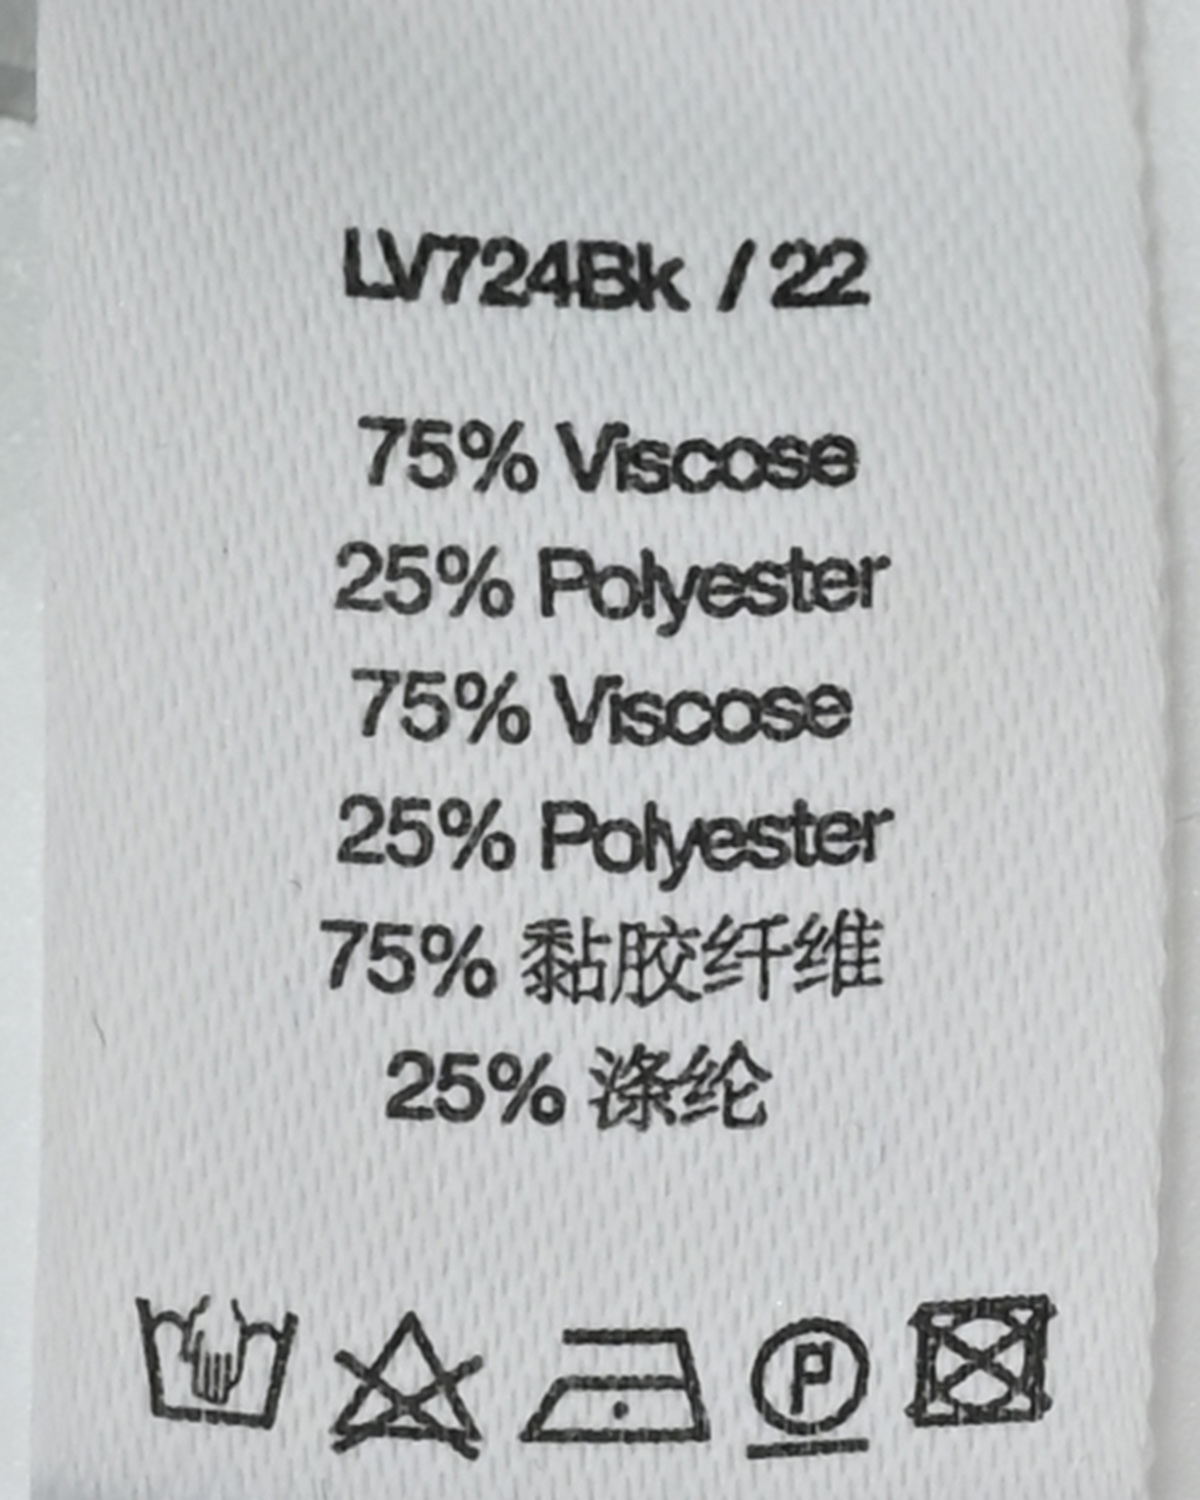 LV724Bk / 22
75% Viscose
25% Polyester
75% Viscose
25% Polyester
75% 黏胶纤维
25% 涤纶
P